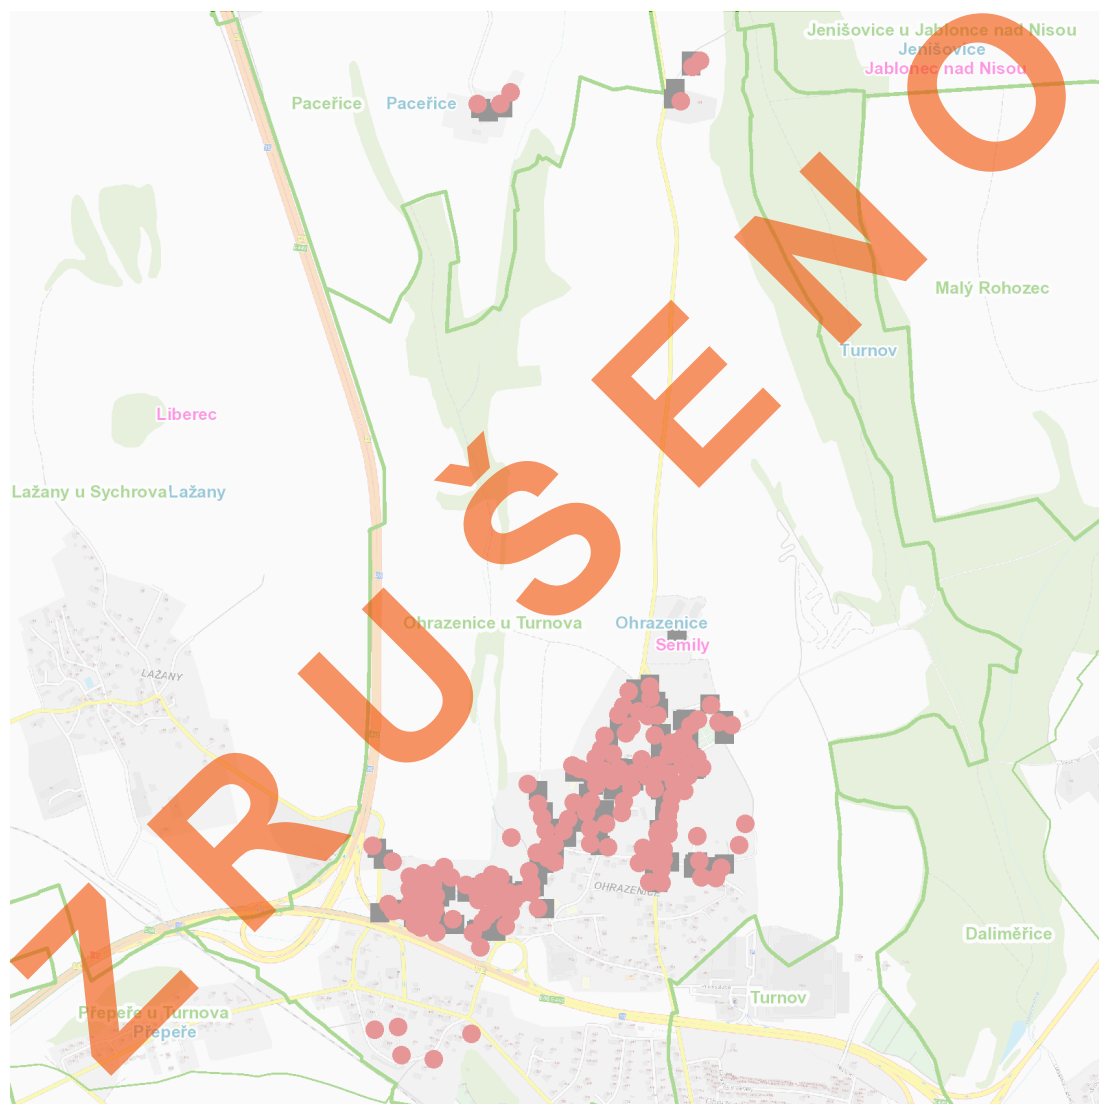 Jenišovice u Jablonce nad Nisou
Jenišovice
Jablonec nad Nisou
Paceřice
Paceřice
Malý Rohozec
Turnov
Liberec
Lažany u Sychrova
Lažany
Ohrazenice u Turnova
Ohrazenice
Semily
LAŽANY
OHRAZENICE
Daliměřice
Turnov
Přepeře u Turnova
Přepeře
ZRUŠENO